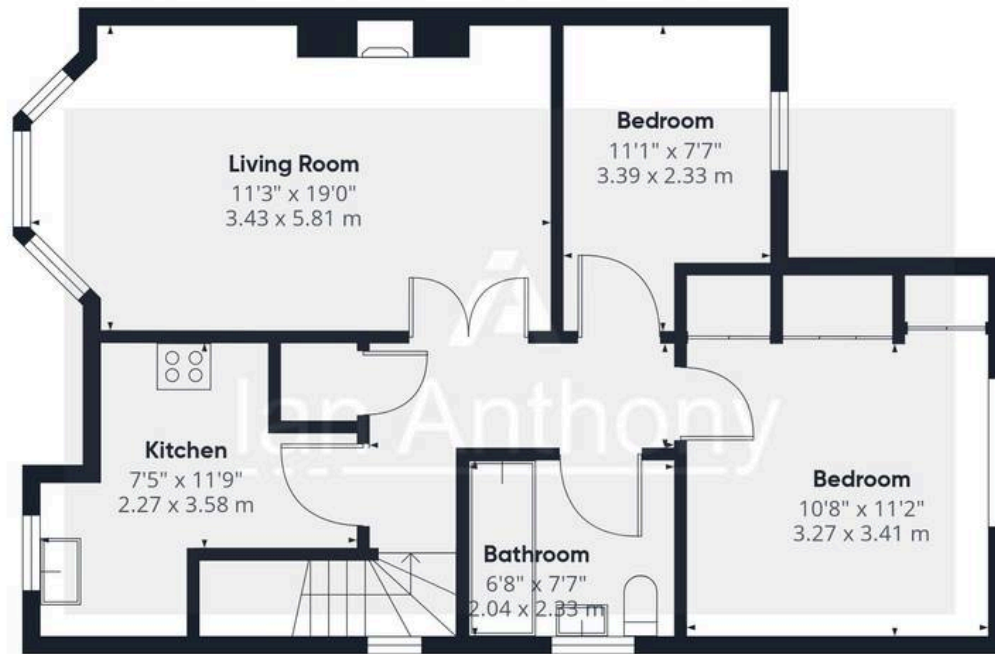 Living Room
11'3" x 19'0"
3.43 x 5.81 m
Bedroom
11'1" x 7'7"
3.39 x 2.33 m
Ian Anthony
Kitchen
7'5" x 11'9"
2.27 x 3.58 m
Bedroom
10'8" x 11'2"
3.27 x 3.41 m
Bathroom
6'8" x 7'7"
2.04 x 2.33 m